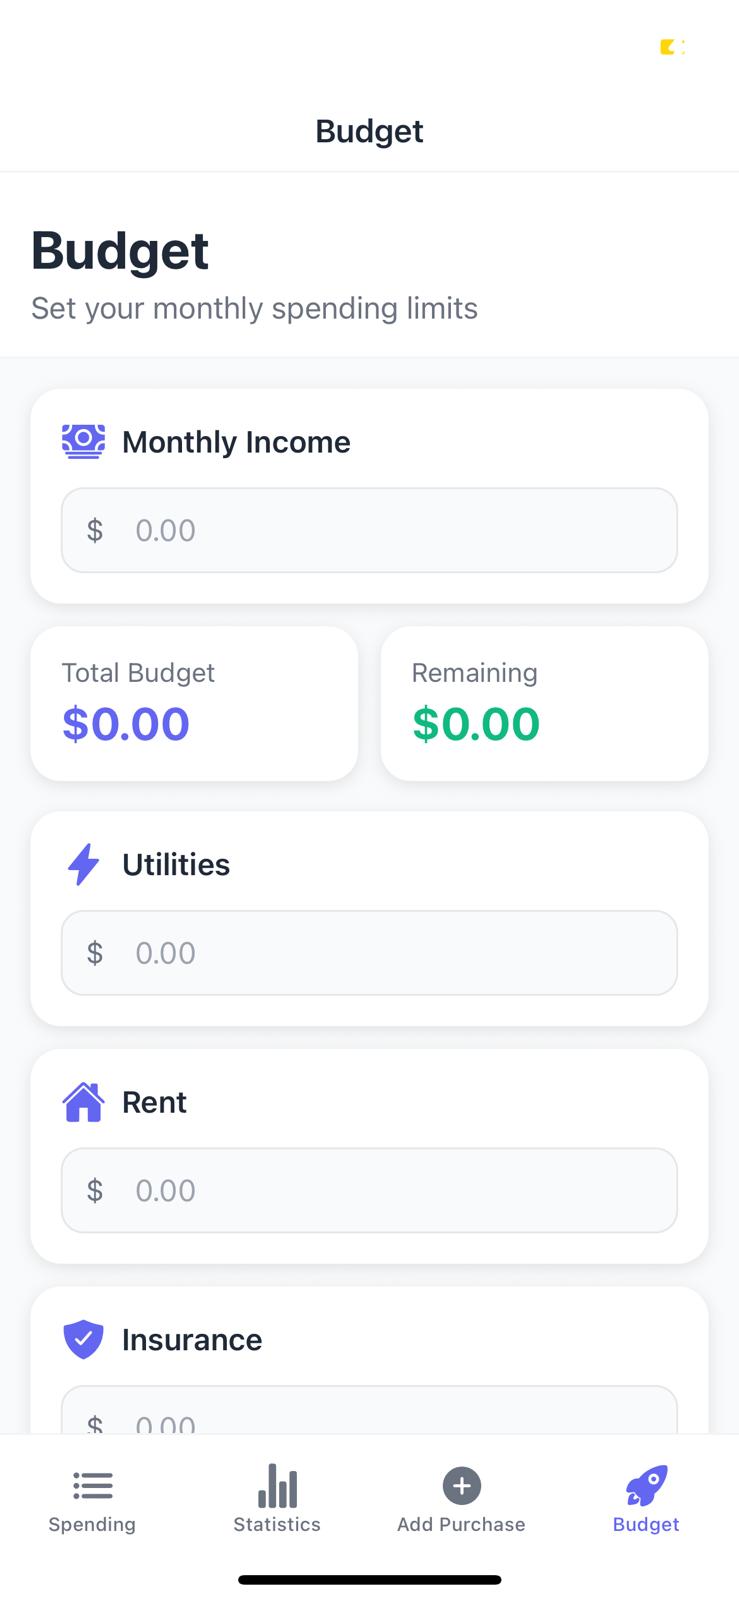 Budget
Budget
Set your monthly spending limits
Monthly Income
$ 0.00
Total Budget
$0.00
Remaining
$0.00
Utilities
$ 0.00
Rent
$ 0.00
Insurance
$ 0.00
Spending
Statistics
Add Purchase
Budget